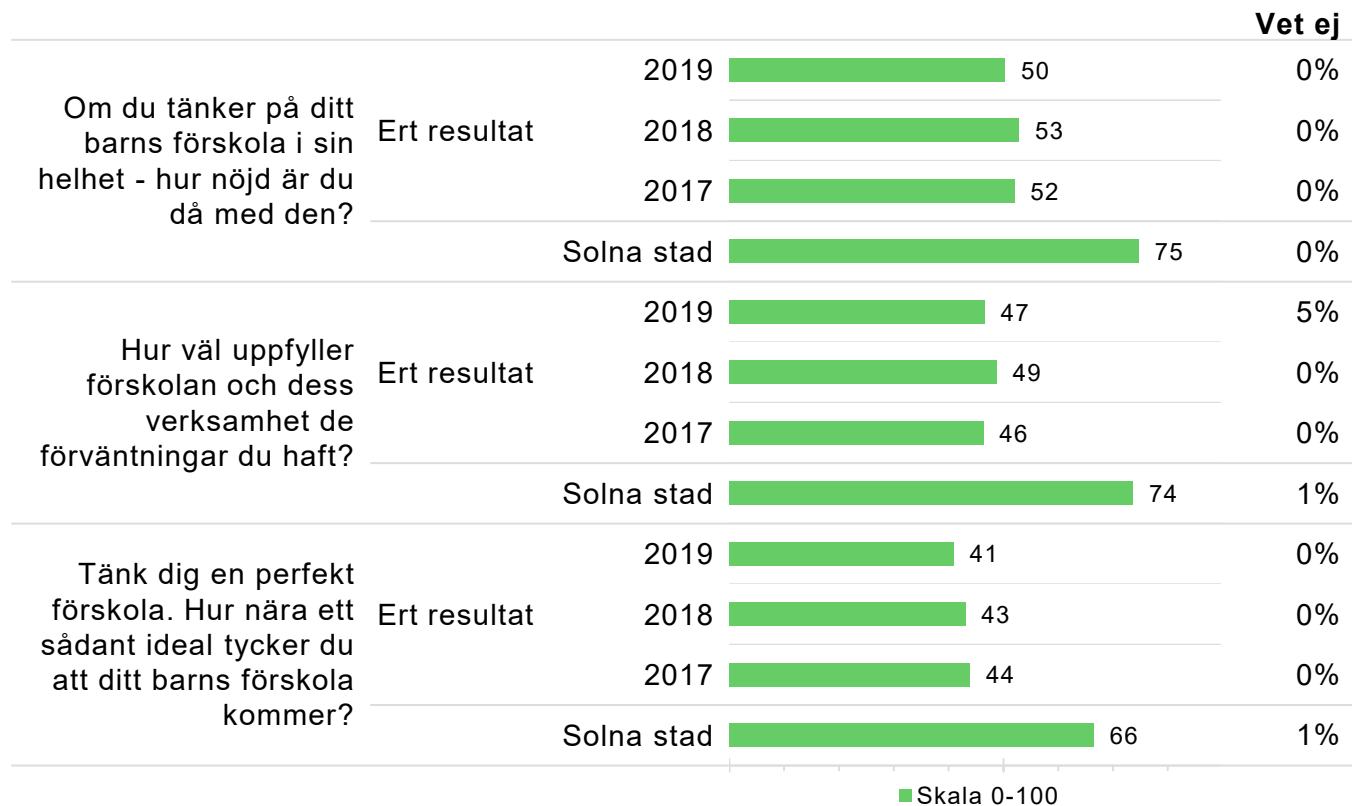 Vet ej
Om du tänker på ditt
barns förskola i sin
helhet - hur nöjd är du
då med den?
Ert resultat
2019 50 0%
2018 53 0%
2017 52 0%
Solna stad 75 0%
Hur väl uppfyller
förskolan och dess
verksamhet de
förväntningar du haft?
Ert resultat
2019 47 5%
2018 49 0%
2017 46 0%
Solna stad 74 1%
Tänk dig en perfekt
förskola. Hur nära ett
sådant ideal tycker du
att ditt barns förskola
kommer?
Ert resultat
2019 41 0%
2018 43 0%
2017 44 0%
Solna stad 66 1%
Skala 0-100